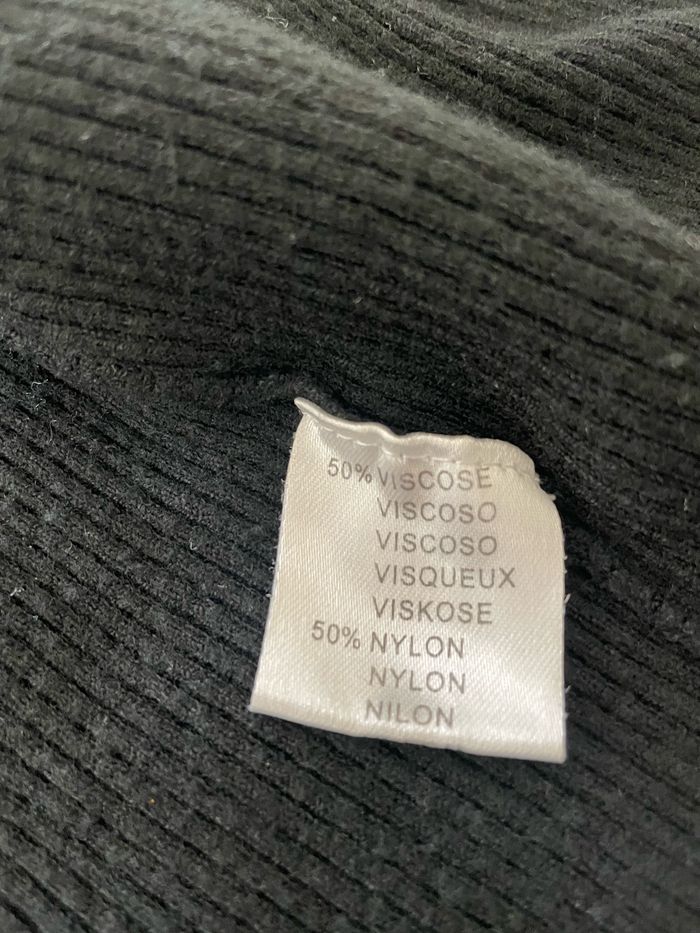 50% VISCOSE
VISCOSO
VISCOSO
VISQUEUX
VISKOSE
50% NYLON
NYLON
NILON